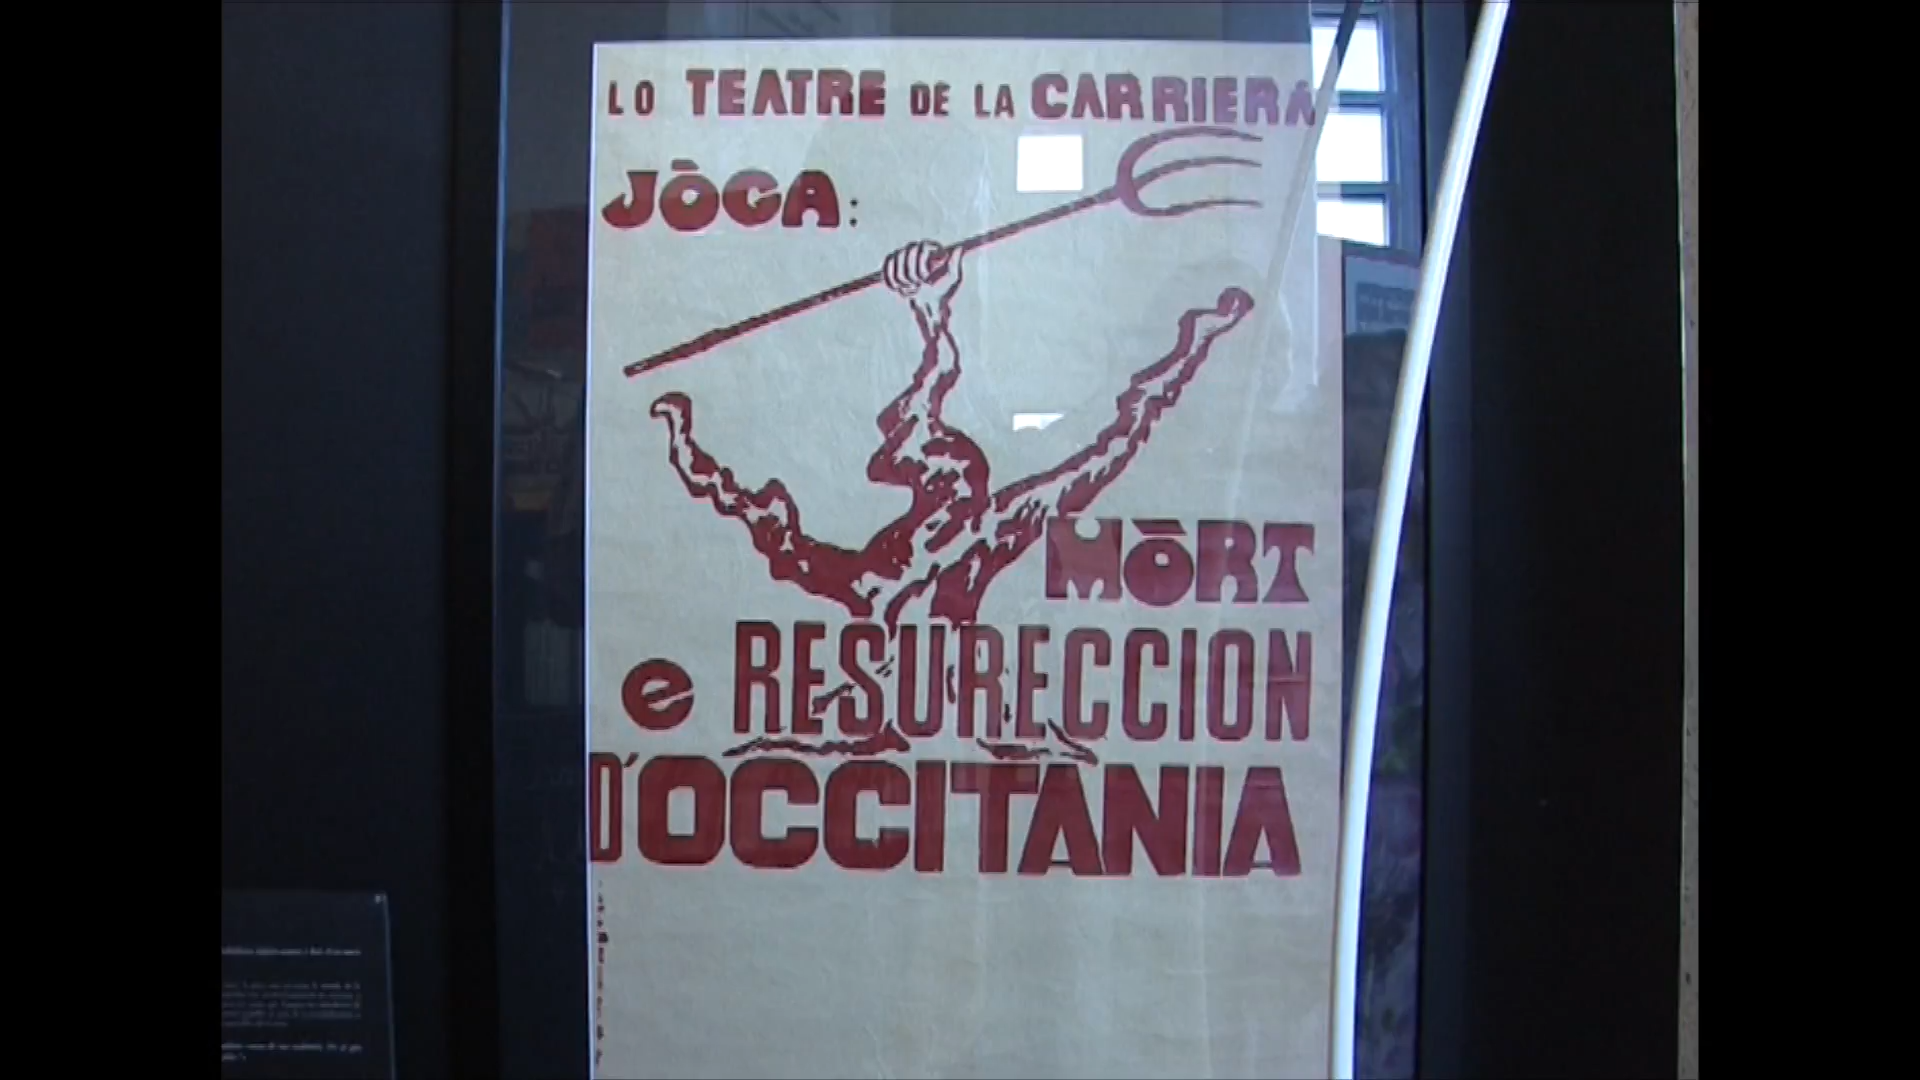 LO TEATRE DE LA CARRIERA
JÒGA:
MÒRT
e RESURECCION
D'OCCITANIA